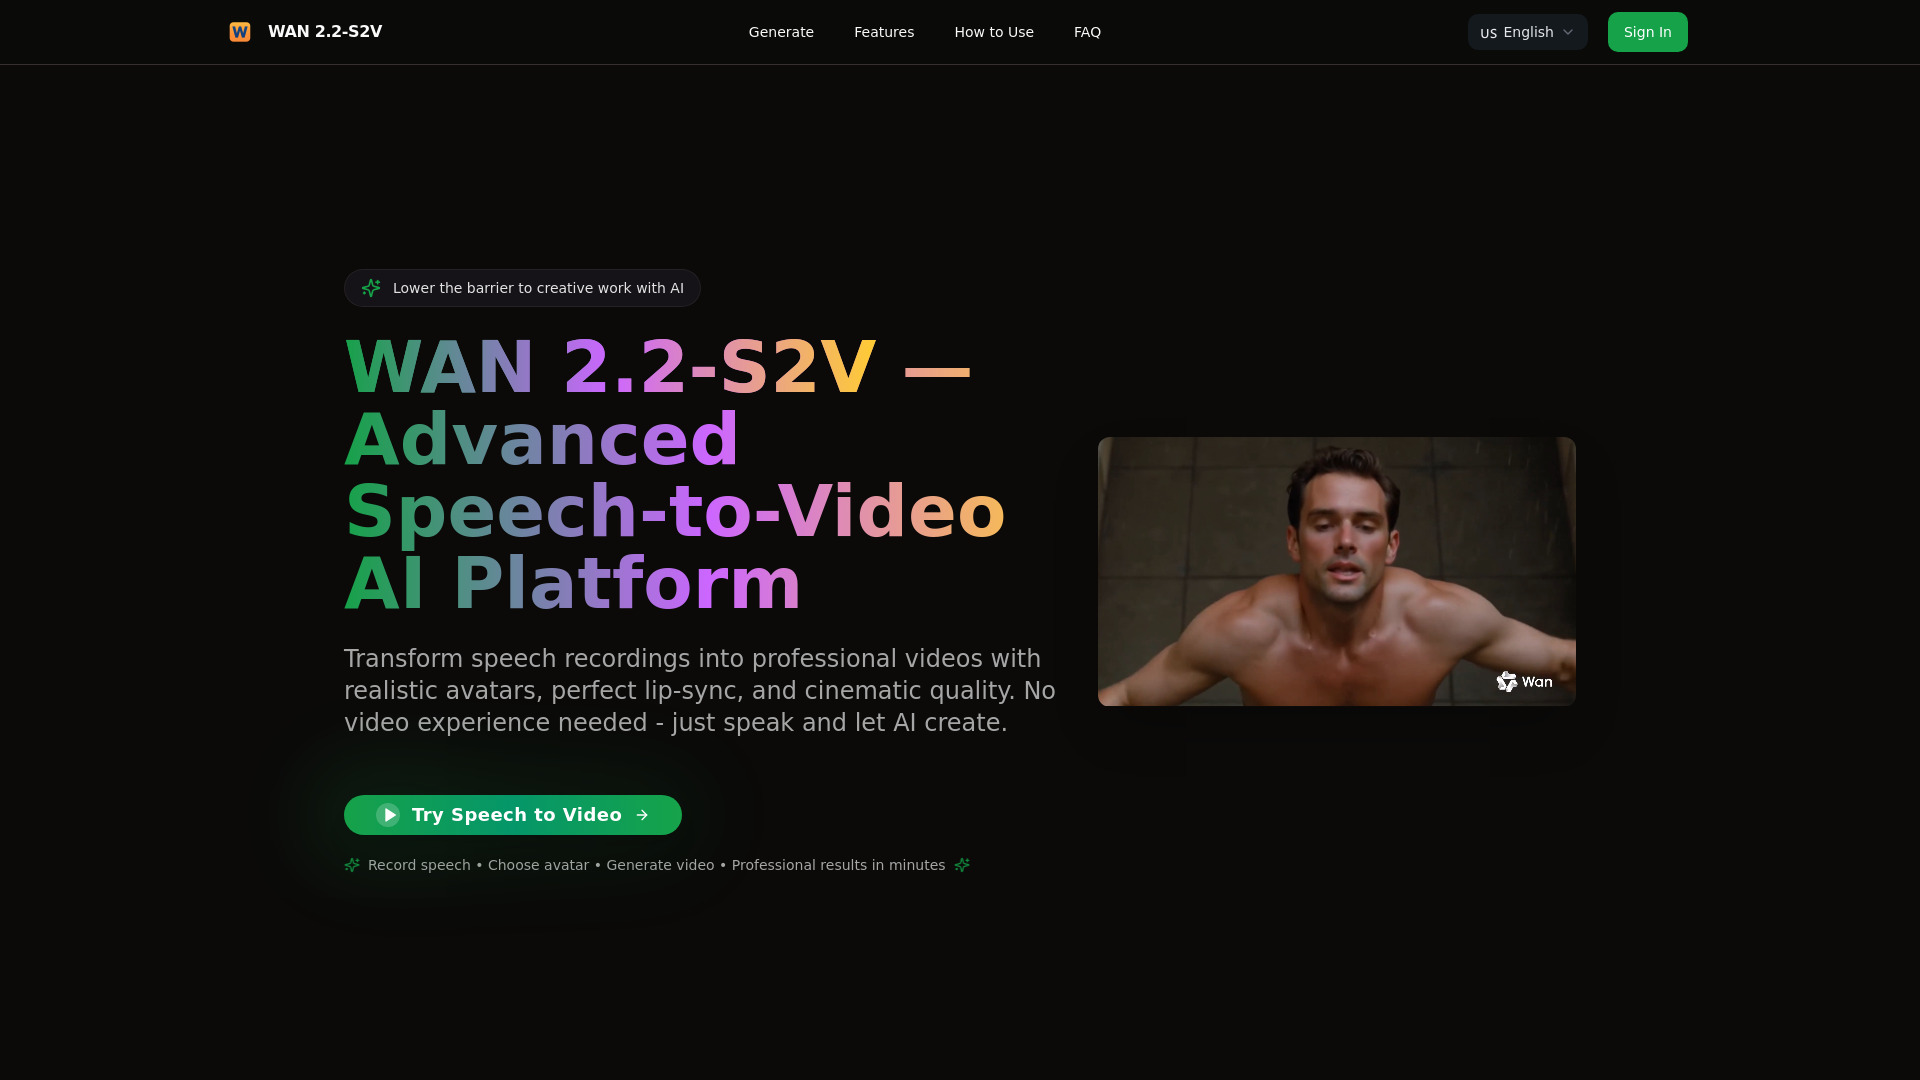 W
WAN 2.2-S2V
Generate
Features
How to Use
FAQ
US English
Sign In
Lower the barrier to creative work with AI
WAN 2.2-S2V —
Advanced
Speech-to-Video
AI Platform
Transform speech recordings into professional videos with
realistic avatars, perfect lip-sync, and cinematic quality. No
video experience needed - just speak and let AI create.
Wan
Try Speech to Video
Record speech • Choose avatar • Generate video • Professional results in minutes